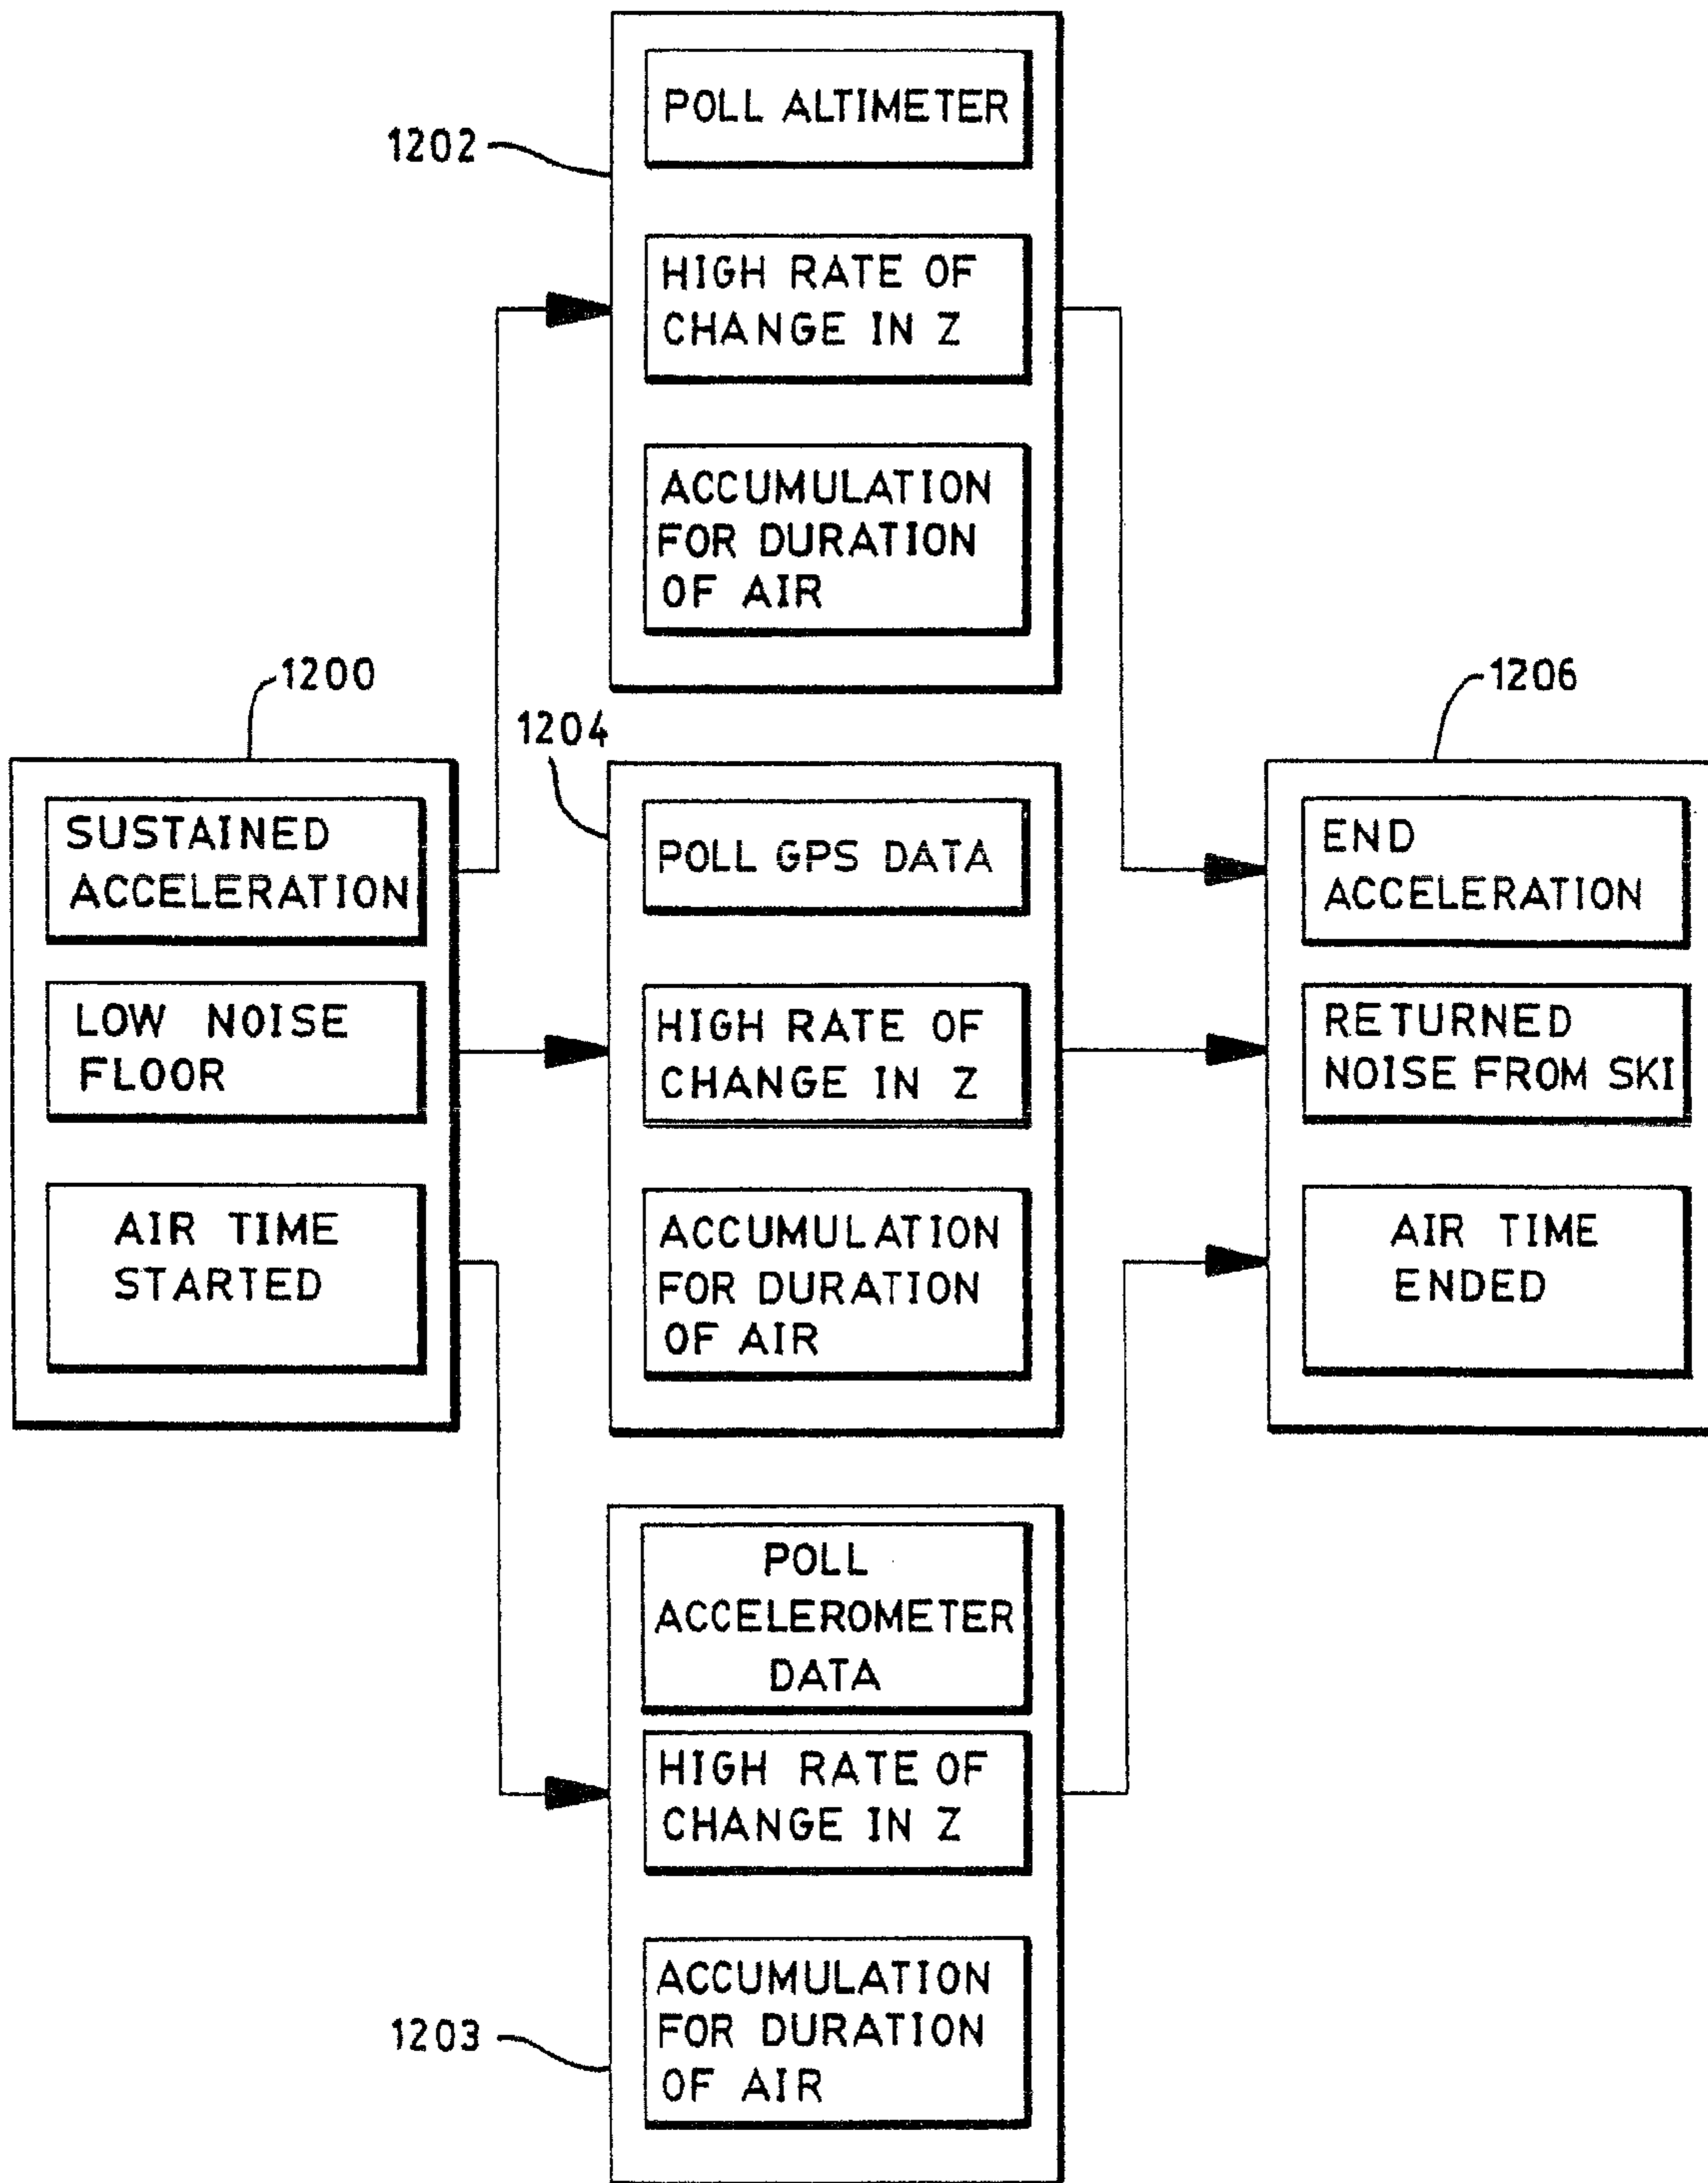 1202
POLL ALTIMETER
HIGH RATE OF
CHANGE IN Z
ACCUMULATION
FOR DURATION
OF AIR
1200
SUSTAINED
ACCELERATION
LOW NOISE
FLOOR
AIR TIME
STARTED
1204
POLL GPS DATA
HIGH RATE OF
CHANGE IN Z
ACCUMULATION
FOR DURATION
OF AIR
1206
END
ACCELERATION
RETURNED
NOISE FROM SKI
AIR TIME
ENDED
POLL
ACCELEROMETER
DATA
HIGH RATE OF
CHANGE IN Z
1203
ACCUMULATION
FOR DURATION
OF AIR